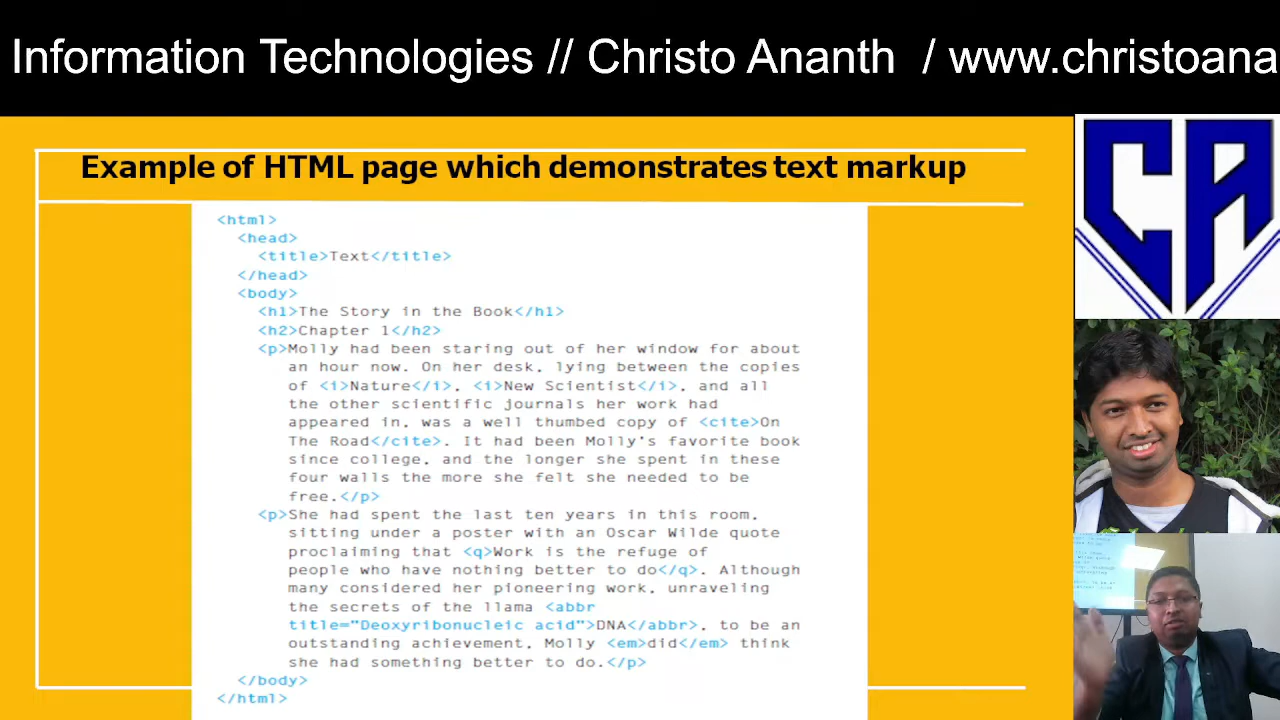 Information Technologies // Christo Ananth / www.christoana
Example of HTML page which demonstrates text markup
<html>
<head>
<title>Text</title>
</head>
<body>
<h1>The Story in the Book</h1>
<h2>Chapter 1</h2>
<p>Molly had been staring out of her window for about
an hour now. On her desk, lying between the copies
of <i>Nature</i>, <i>New Scientist</i>, and all
the other scientific journals her work had
appeared in, was a well thumbed copy of <cite>On
The Road</cite>. It had been Molly's favorite book
since college, and the longer she spent in these
four walls the more she felt she needed to be
free.</p>
<p>She had spent the last ten years in this room,
sitting under a poster with an Oscar Wilde quote
proclaiming that <q>Work is the refuge of
people who have nothing better to do</q>. Although
many considered her pioneering work, unraveling
the secrets of the llama <abbr
title="Deoxyribonucleic acid">DNA</abbr>, to be an
outstanding achievement, Molly <em>did</em> think
she had something better to do.</p>
</body>
</html>
CA